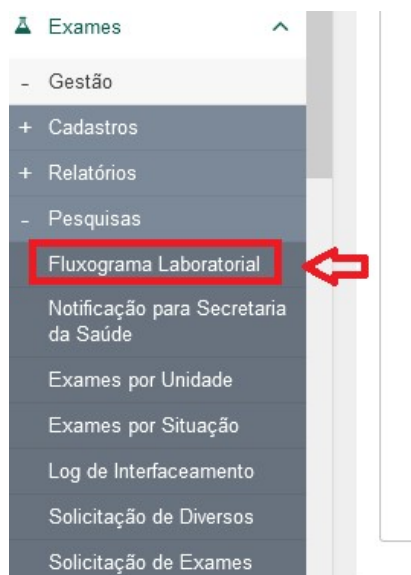 Exames
- Gestão
+ Cadastros
+ Relatórios
- Pesquisas
Fluxograma Laboratorial
Notificação para Secretaria
da Saúde
Exames por Unidade
Exames por Situação
Log de Interfaceamento
Solicitação de Diversos
Solicitação de Exames